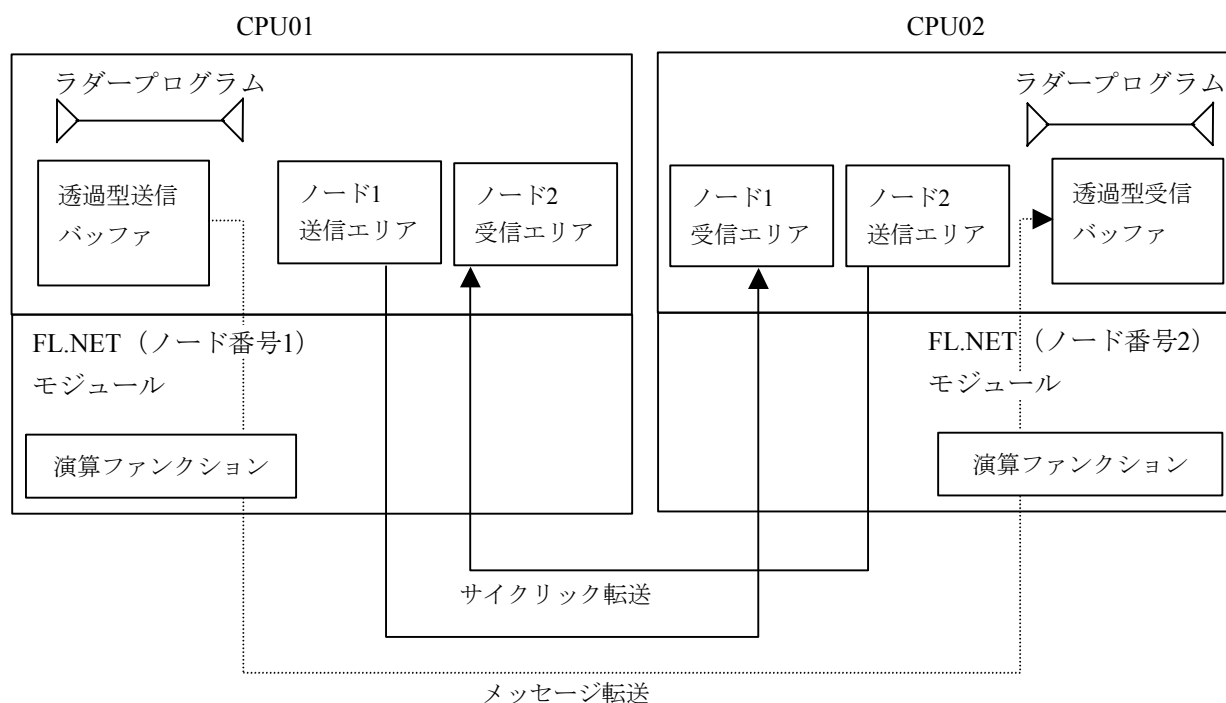 CPU01
CPU02
ラダープログラム
ラダープログラム
透過型送信
バッファ
ノード1
送信エリア
ノード2
受信エリア
ノード1
受信エリア
ノード2
送信エリア
透過型受信
バッファ
FL.NET（ノード番号1）
モジュール
FL.NET（ノード番号2）
モジュール
演算ファンクション
演算ファンクション
サイクリック転送
メッセージ転送